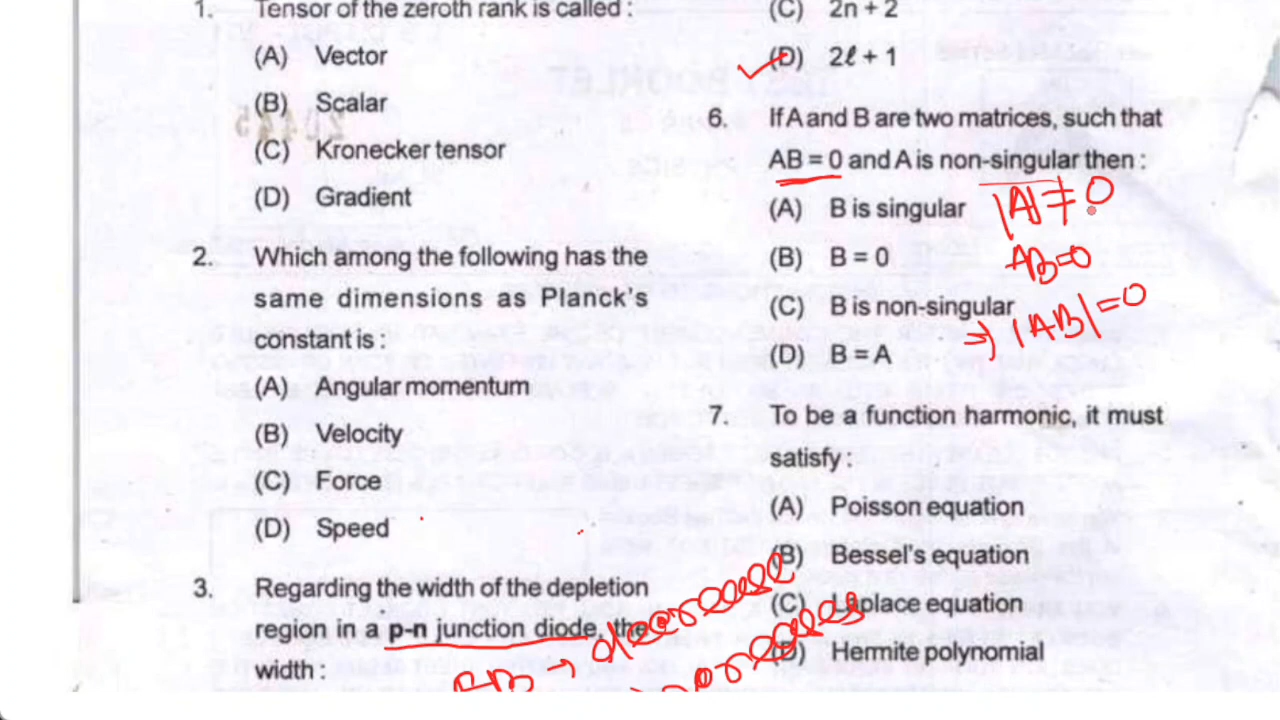 1. Tensor of the zeroth rank is called :
(A) Vector
(B) Scalar
(C) Kronecker tensor
(D) Gradient
2. Which among the following has the
same dimensions as Planck's
constant is :
(A) Angular momentum
(B) Velocity
(C) Force
(D) Speed
3. Regarding the width of the depletion
region in a p-n junction diode, the
width :
decrease
(C) 2n + 2
(D) 2ℓ + 1
6. If A and B are two matrices, such that
AB = 0 and A is non-singular then :
(A) B is singular
(B) B = 0
(C) B is non-singular
(D) B = A
|A| ≠ 0
AB=0
⇒ |AB| = 0
7. To be a function harmonic, it must
satisfy :
(A) Poisson equation
(B) Bessel's equation
(C) Laplace equation
(D) Hermite polynomial